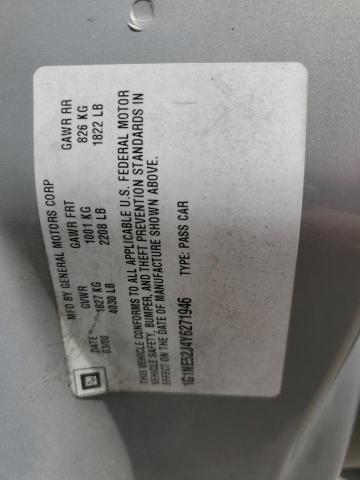 MFD BY GENERAL MOTORS CORP
DATE GVWR GAWR FRT GAWR RR
03/00 1827 KG 1001 KG 826 KG
4030 LB 2208 LB 1822 LB
THIS VEHICLE CONFORMS TO ALL APPLICABLE U.S. FEDERAL MOTOR
VEHICLE SAFETY, BUMPER, AND THEFT PREVENTION STANDARDS IN
EFFECT ON THE DATE OF MANUFACTURE SHOWN ABOVE.
1G1NE52J4Y6271946 TYPE: PASS CAR
GM